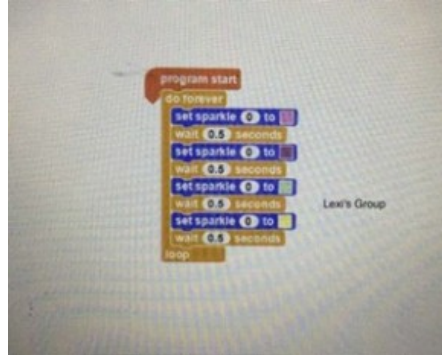 program start
do forever
set sparkle 0 to
wait 0.5 seconds
set sparkle 0 to
wait 0.5 seconds
set sparkle 0 to
wait 0.5 seconds
Lexi's Group
set sparkle 0 to
wait 0.5 seconds
loop